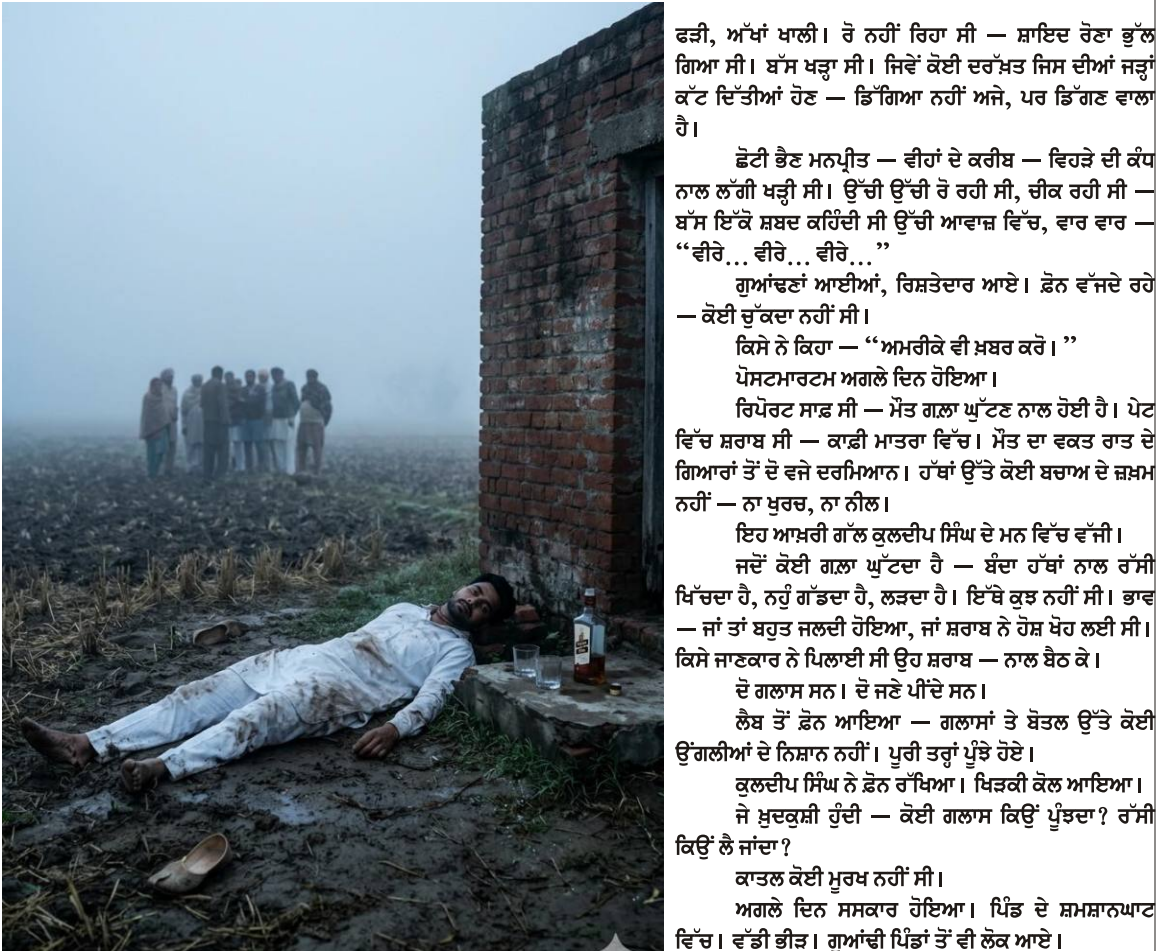 ਫੜੀ, ਅੱਖਾਂ ਖਾਲੀ। ਰੋ ਨਹੀਂ ਰਿਹਾ ਸੀ — ਸ਼ਾਇਦ ਰੋਣਾ ਭੁੱਲ
ਗਿਆ ਸੀ। ਬੱਸ ਖੜ੍ਹਾ ਸੀ। ਜਿਵੇਂ ਕੋਈ ਦਰੱਖ਼ਤ ਜਿਸ ਦੀਆਂ ਜੜ੍ਹਾਂ
ਕੱਟ ਦਿੱਤੀਆਂ ਹੋਣ — ਡਿੱਗਿਆ ਨਹੀਂ ਅਜੇ, ਪਰ ਡਿੱਗਣ ਵਾਲਾ
ਹੈ।
ਛੋਟੀ ਭੈਣ ਮਨਪ੍ਰੀਤ — ਵੀਹਾਂ ਦੇ ਕਰੀਬ — ਵਿਹੜੇ ਦੀ ਕੰਧ
ਨਾਲ ਲੱਗੀ ਖੜ੍ਹੀ ਸੀ। ਉੱਚੀ ਉੱਚੀ ਰੋ ਰਹੀ ਸੀ, ਚੀਕ ਰਹੀ ਸੀ —
ਬੱਸ ਇੱਕੋ ਸ਼ਬਦ ਕਹਿੰਦੀ ਸੀ ਉੱਚੀ ਆਵਾਜ਼ ਵਿੱਚ, ਵਾਰ ਵਾਰ —
“ਵੀਰੇ... ਵੀਰੇ... ਵੀਰੇ...”
ਗੁਆਂਢਣਾਂ ਆਈਆਂ, ਰਿਸ਼ਤੇਦਾਰ ਆਏ। ਫ਼ੋਨ ਵੱਜਦੇ ਰਹੇ
— ਕੋਈ ਚੁੱਕਦਾ ਨਹੀਂ ਸੀ।
ਕਿਸੇ ਨੇ ਕਿਹਾ — “ਅਮਰੀਕੇ ਵੀ ਖ਼ਬਰ ਕਰੋ।”
ਪੋਸਟਮਾਰਟਮ ਅਗਲੇ ਦਿਨ ਹੋਇਆ।
ਰਿਪੋਰਟ ਸਾਫ਼ ਸੀ — ਮੌਤ ਗਲਾ ਘੁੱਟਣ ਨਾਲ ਹੋਈ ਹੈ। ਪੇਟ
ਵਿੱਚ ਸ਼ਰਾਬ ਸੀ — ਕਾਫ਼ੀ ਮਾਤਰਾ ਵਿੱਚ। ਮੌਤ ਦਾ ਵਕਤ ਰਾਤ ਦੇ
ਗਿਆਰਾਂ ਤੋਂ ਦੋ ਵਜੇ ਦਰਮਿਆਨ। ਹੱਥਾਂ ਉੱਤੇ ਕੋਈ ਬਚਾਅ ਦੇ ਜ਼ਖ਼ਮ
ਨਹੀਂ — ਨਾ ਖੁਰਚ, ਨਾ ਨੀਲ।
ਇਹ ਆਖ਼ਰੀ ਗੱਲ ਕੁਲਦੀਪ ਸਿੰਘ ਦੇ ਮਨ ਵਿੱਚ ਵੱਜੀ।
ਜਦੋਂ ਕੋਈ ਗਲਾ ਘੁੱਟਦਾ ਹੈ — ਬੰਦਾ ਹੱਥਾਂ ਨਾਲ ਰੱਸੀ
ਖਿੱਚਦਾ ਹੈ, ਨਹੁੰ ਗੱਡਦਾ ਹੈ, ਲੜਦਾ ਹੈ। ਇੱਥੇ ਕੁਝ ਨਹੀਂ ਸੀ। ਭਾਵ
— ਜਾਂ ਤਾਂ ਬਹੁਤ ਜਲਦੀ ਹੋਇਆ, ਜਾਂ ਸ਼ਰਾਬ ਨੇ ਹੋਸ਼ ਖੋਹ ਲਈ ਸੀ।
ਕਿਸੇ ਜਾਣਕਾਰ ਨੇ ਪਿਲਾਈ ਸੀ ਉਹ ਸ਼ਰਾਬ — ਨਾਲ ਬੈਠ ਕੇ।
ਦੋ ਗਲਾਸ ਸਨ। ਦੋ ਜਣੇ ਪੀਂਦੇ ਸਨ।
ਲੈਬ ਤੋਂ ਫ਼ੋਨ ਆਇਆ — ਗਲਾਸਾਂ ਤੇ ਬੋਤਲ ਉੱਤੇ ਕੋਈ
ਉਂਗਲੀਆਂ ਦੇ ਨਿਸ਼ਾਨ ਨਹੀਂ। ਪੂਰੀ ਤਰ੍ਹਾਂ ਪੂੰਝੇ ਹੋਏ।
ਕੁਲਦੀਪ ਸਿੰਘ ਨੇ ਫ਼ੋਨ ਰੱਖਿਆ। ਖਿੜਕੀ ਕੋਲ ਆਇਆ।
ਜੇ ਖ਼ੁਦਕੁਸ਼ੀ ਹੁੰਦੀ — ਕੋਈ ਗਲਾਸ ਕਿਉਂ ਪੂੰਝਦਾ? ਰੱਸੀ
ਕਿਉਂ ਲੈ ਜਾਂਦਾ?
ਕਾਤਲ ਕੋਈ ਮੂਰਖ ਨਹੀਂ ਸੀ।
ਅਗਲੇ ਦਿਨ ਸਸਕਾਰ ਹੋਇਆ। ਪਿੰਡ ਦੇ ਸ਼ਮਸ਼ਾਨਘਾਟ
ਵਿੱਚ। ਵੱਡੀ ਭੀੜ। ਗੁਆਂਢੀ ਪਿੰਡਾਂ ਤੋਂ ਵੀ ਲੋਕ ਆਏ।